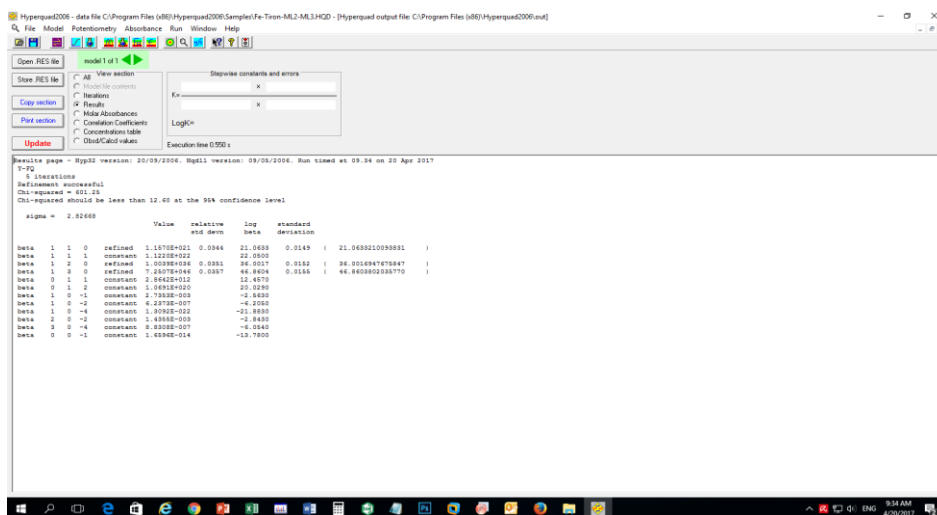 Hyperquad2006 - data file C:\Program Files (x86)\Hyperquad2006\Samples\Fe-Tiron-ML2-ML3.HQD - [Hyperquad output file: C:\Program Files (x86)\Hyperquad2006\out]
File Model Potentiometry Absorbance Run Window Help
Open .RES file
model 1 of 1
Store .RES file
Copy section
Print section
Update
View section
All
Model file contents
Iterations
Results
Molar Absorbances
Correlation Coefficients
Concentrations table
Obsd/Calcd values
Stepwise constants and errors
x
K=
x
LogK=
Execution time 0.550 s
Results page - Hyp32 version: 20/09/2006. Hqdll version: 09/05/2006. Run timed at 09.34 on 20 Apr 2017
Y-FQ
5 iterations
Refinement successful
Chi-squared = 601.25
Chi-squared should be less than 12.60 at the 95% confidence level
sigma = 2.82668
Value relative log standard
std devn beta deviation
beta 1 1 0 refined 1.1570E+021 0.0344 21.0633 0.0149 ( 21.0633210093831 )
beta 1 1 1 constant 1.1220E+022 22.0500
beta 1 2 0 refined 1.0039E+036 0.0351 36.0017 0.0152 ( 36.0016947675847 )
beta 1 3 0 refined 7.2507E+046 0.0357 46.8604 0.0155 ( 46.8603802035770 )
beta 0 1 1 constant 2.8642E+012 12.4570
beta 0 1 2 constant 1.0691E+020 20.0290
beta 1 0 -1 constant 2.7353E-003 -2.5630
beta 1 0 -2 constant 6.2373E-007 -6.2050
beta 1 0 -4 constant 1.3092E-022 -21.8830
beta 2 0 -2 constant 1.4355E-003 -2.8430
beta 3 0 -4 constant 8.8308E-007 -6.0540
beta 0 0 -1 constant 1.6596E-014 -13.7800
ENG
9:34 AM
4/20/2017